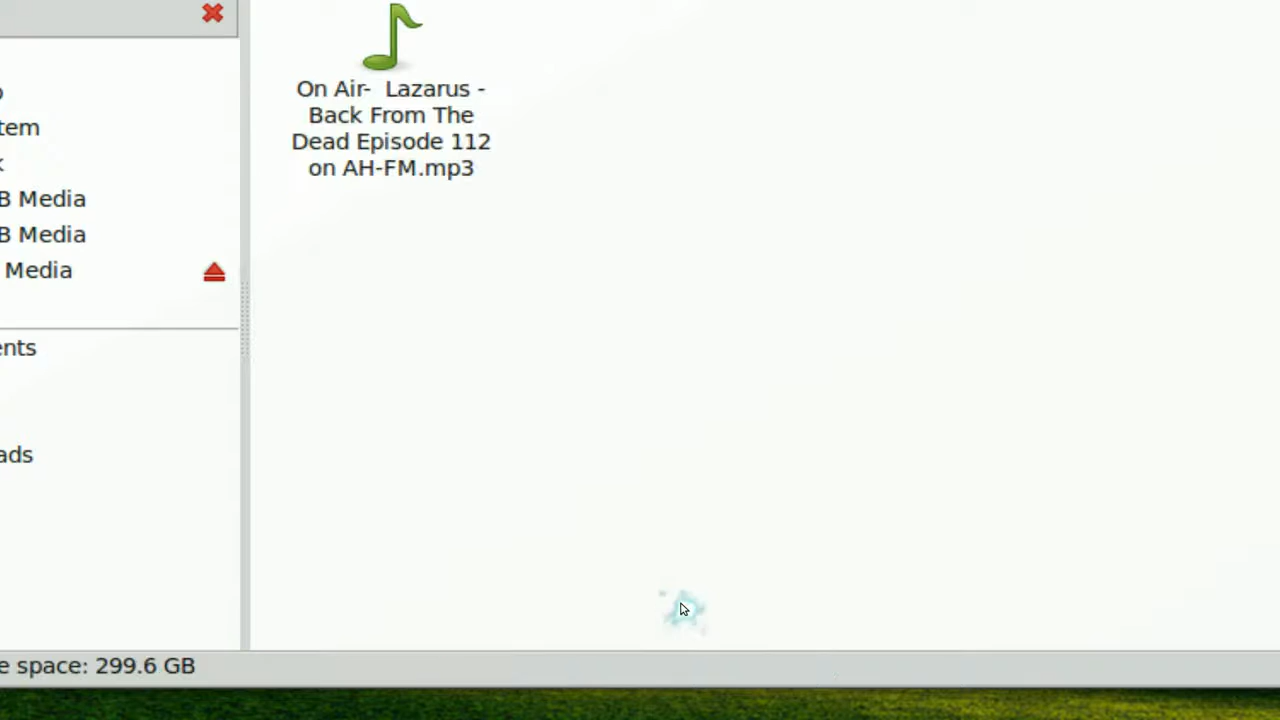 tem
B Media
B Media
Media
ents
ads
On Air-  Lazarus -
Back From The
Dead Episode 112
on AH-FM.mp3
e space: 299.6 GB